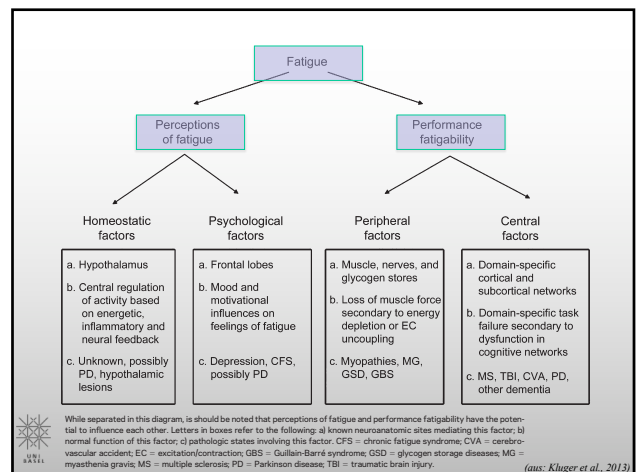 Fatigue
Perceptions
of fatigue
Performance
fatigability
Homeostatic
factors
a. Hypothalamus
b. Central regulation
of activity based
on energetic,
inflammatory and
neural feedback
c. Unknown, possibly
PD, hypothalamic
lesions
Psychological
factors
a. Frontal lobes
b. Mood and
motivational
influences on
feelings of fatigue
c. Depression, CFS,
possibly PD
Peripheral
factors
a. Muscle, nerves, and
glycogen stores
b. Loss of muscle force
secondary to energy
depletion or EC
uncoupling
c. Myopathies, MG,
GSD, GBS
Central
factors
a. Domain-specific
cortical and
subcortical networks
b. Domain-specific task
failure secondary to
dysfunction in
cognitive networks
c. MS, TBI, CVA, PD,
other dementia
While separated in this diagram, is should be noted that perceptions of fatigue and performance fatigability have the poten-
tial to influence each other. Letters in boxes refer to the following: a) known neuroanatomic sites mediating this factor; b)
normal function of this factor; c) pathologic states involving this factor. CFS = chronic fatigue syndrome; CVA = cerebro-
vascular accident; EC = excitation/contraction; GBS = Guillain-Barré syndrome; GSD = glycogen storage diseases; MG =
myasthenia gravis; MS = multiple sclerosis; PD = Parkinson disease; TBI = traumatic brain injury.
(aus: Kluger et al., 2013)
UNI
BASEL